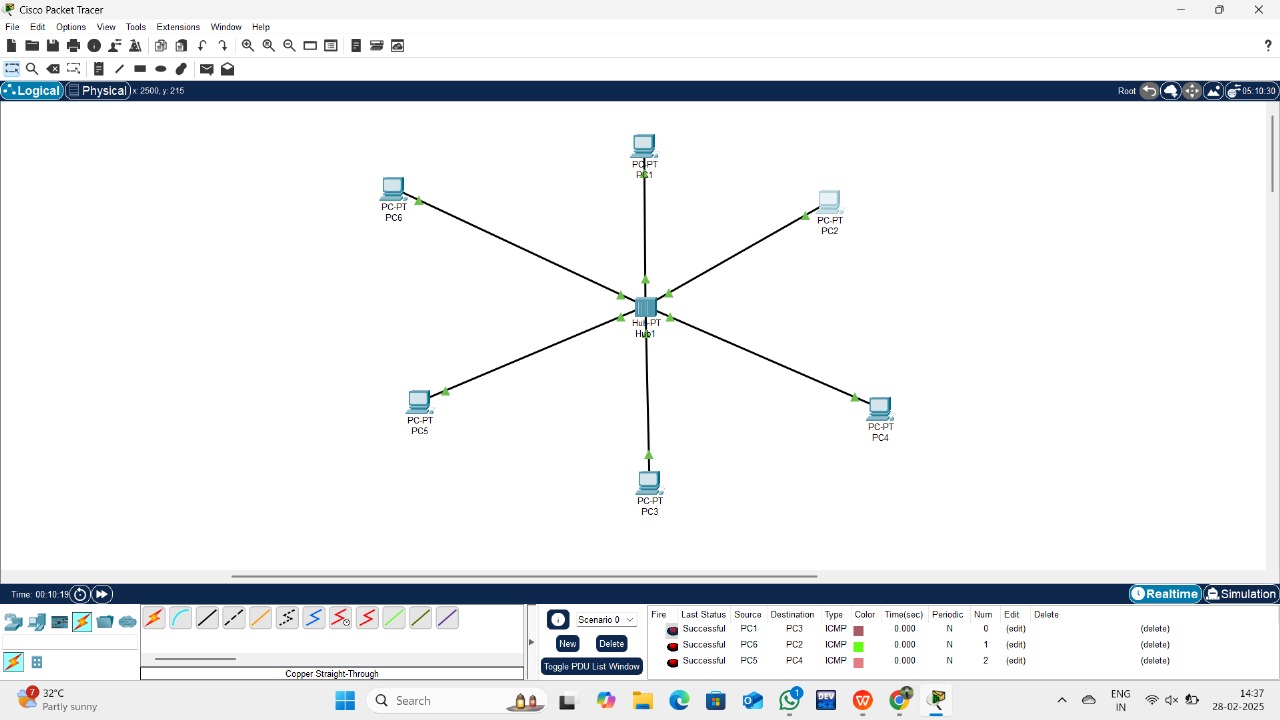 Cisco Packet Tracer
File Edit Options View Tools Extensions Window Help
?
Logical Physical x: 2500, y: 215 Root 05:10:30
PC-PT
PC1
PC-PT
PC6
PC-PT
PC2
Hub-PT
Hub1
PC-PT
PC5
PC-PT
PC4
PC-PT
PC3
Time: 00:10:19 Realtime Simulation
Scenario 0
New Delete
Toggle PDU List Window
Copper Straight-Through
Fire Last Status Source Destination Type Color Time(sec) Periodic Num Edit Delete
Successful PC1 PC3 ICMP 0.000 N 0 (edit) (delete)
Successful PC6 PC2 ICMP 0.000 N 1 (edit) (delete)
Successful PC5 PC4 ICMP 0.000 N 2 (edit) (delete)
7
32°C
Partly sunny
Search
DEV
1
ENG
IN
14:37
28-02-2025